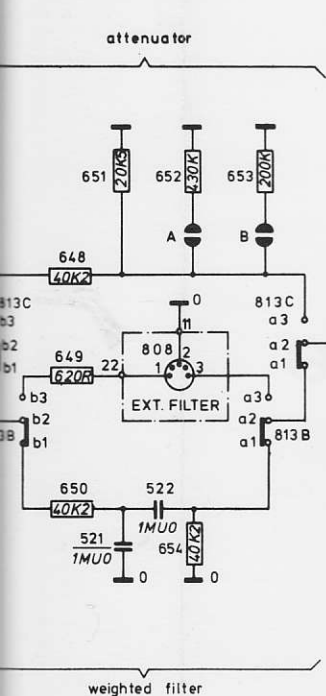 attenuator
651 20K5 652 430K 653 200K
A B
648
40K2
0
813C 813C
b3 11 a3
b2 808 2 a2
649
b1 620R 22 1 3 a1
b3 EXT. FILTER a3
b2 a2
3B b1 a1 813B
650 522
40K2 1MU0
521 654 40K2
1MU0
0 0
weighted filter